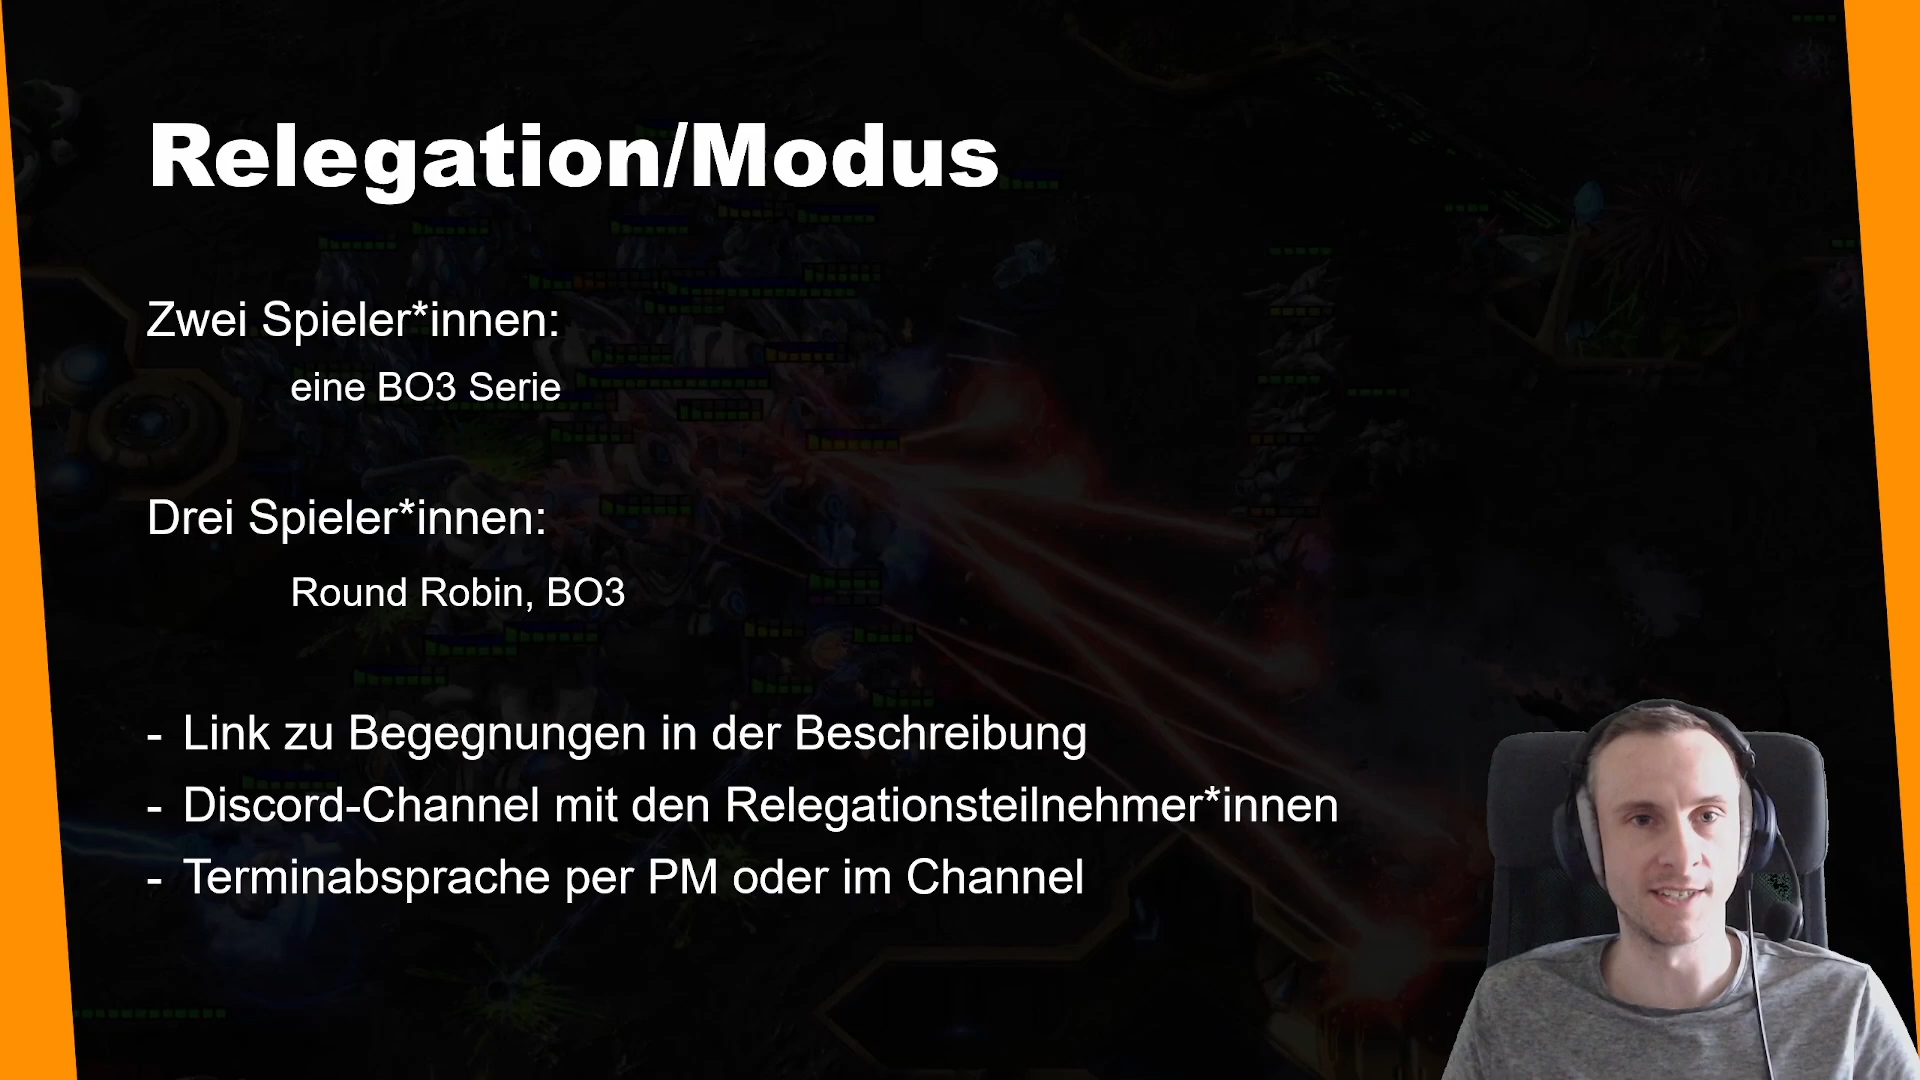 Relegation/Modus
Zwei Spieler*innen:
eine BO3 Serie
Drei Spieler*innen:
Round Robin, BO3
- Link zu Begegnungen in der Beschreibung
- Discord-Channel mit den Relegationsteilnehmer*innen
- Terminabsprache per PM oder im Channel